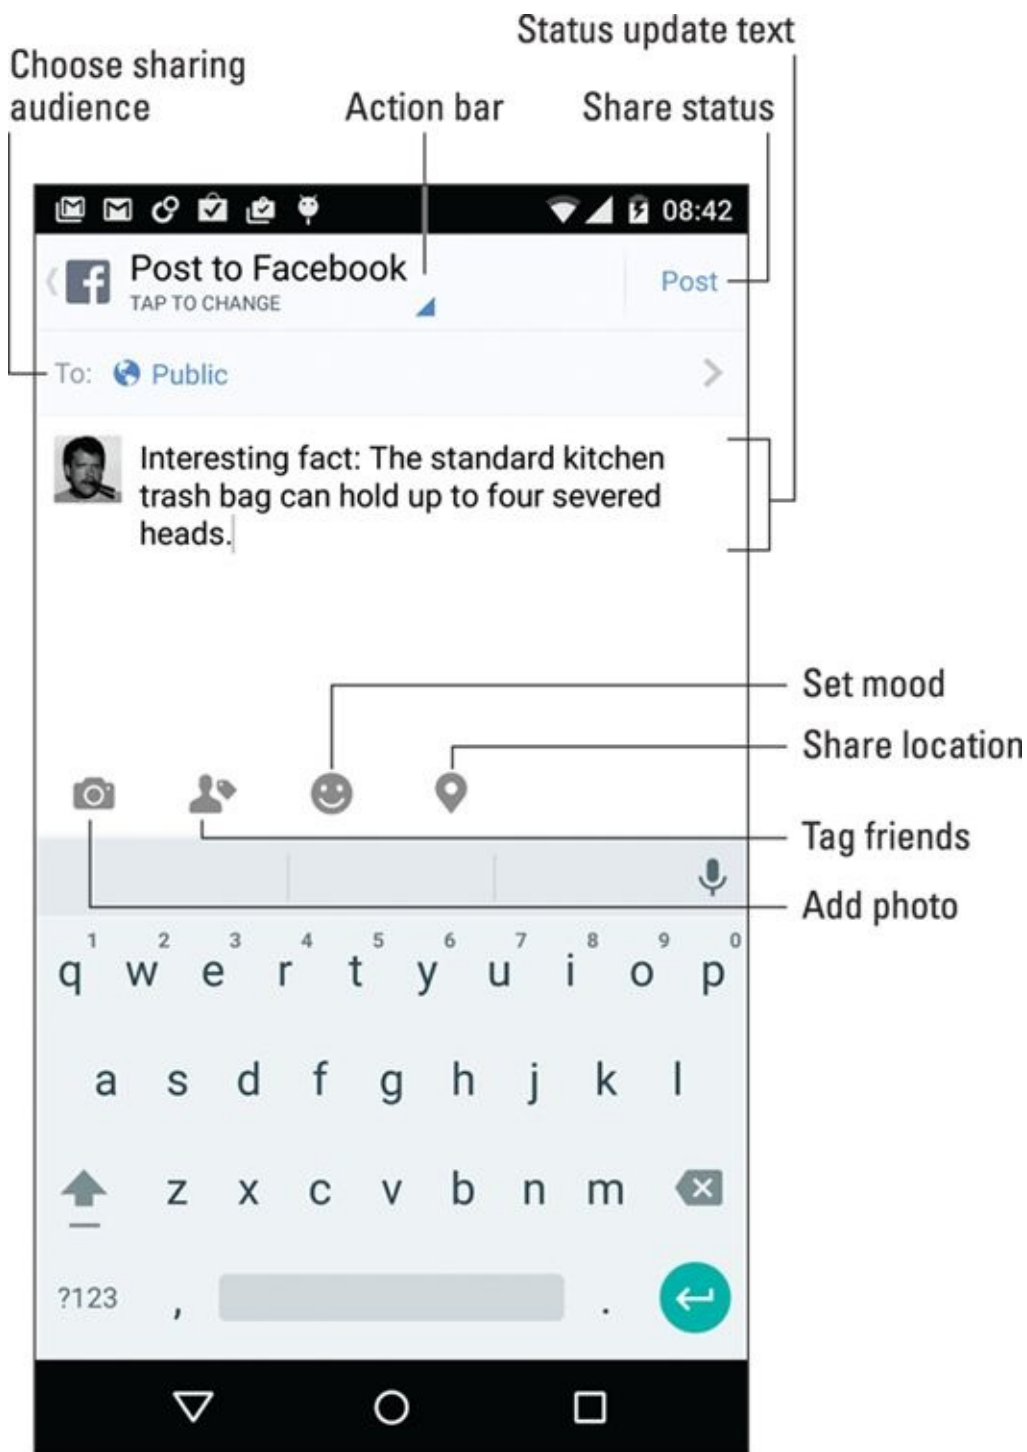 Status update text
Choose sharing
audience
Action bar
Share status
08:42
f
Post to Facebook
TAP TO CHANGE
Post
To:
Public
Interesting fact: The standard kitchen
trash bag can hold up to four severed
heads.
Set mood
Share location
Tag friends
Add photo
1 2 3 4 5 6 7 8 9 0
q w e r t y u i o p
a s d f g h j k l
z x c v b n m
?123 , .